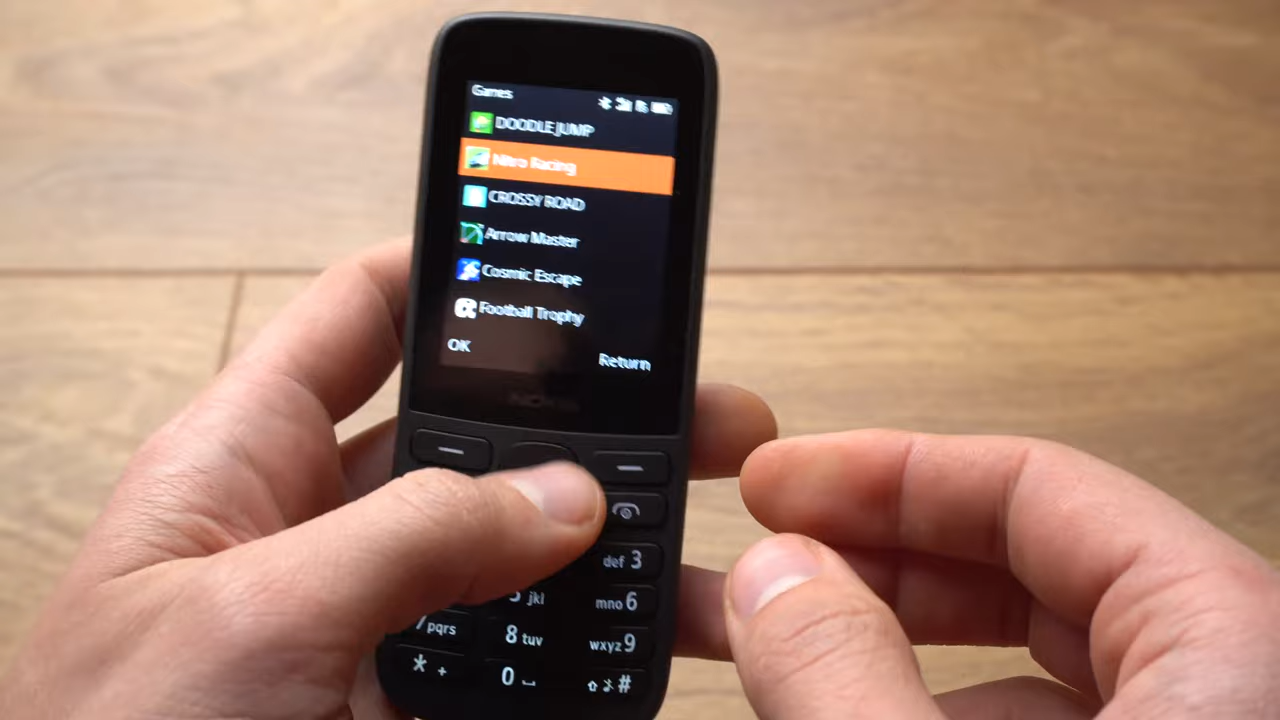 Games
DOODLE JUMP
Nitro Racing
CROSSY ROAD
Arrow Master
Cosmic Escape
Football Trophy
OK
Return
NOKIA
def 3
5 jkl
mno 6
7 pqrs
8 tuv
wxyz 9
* +
0
#